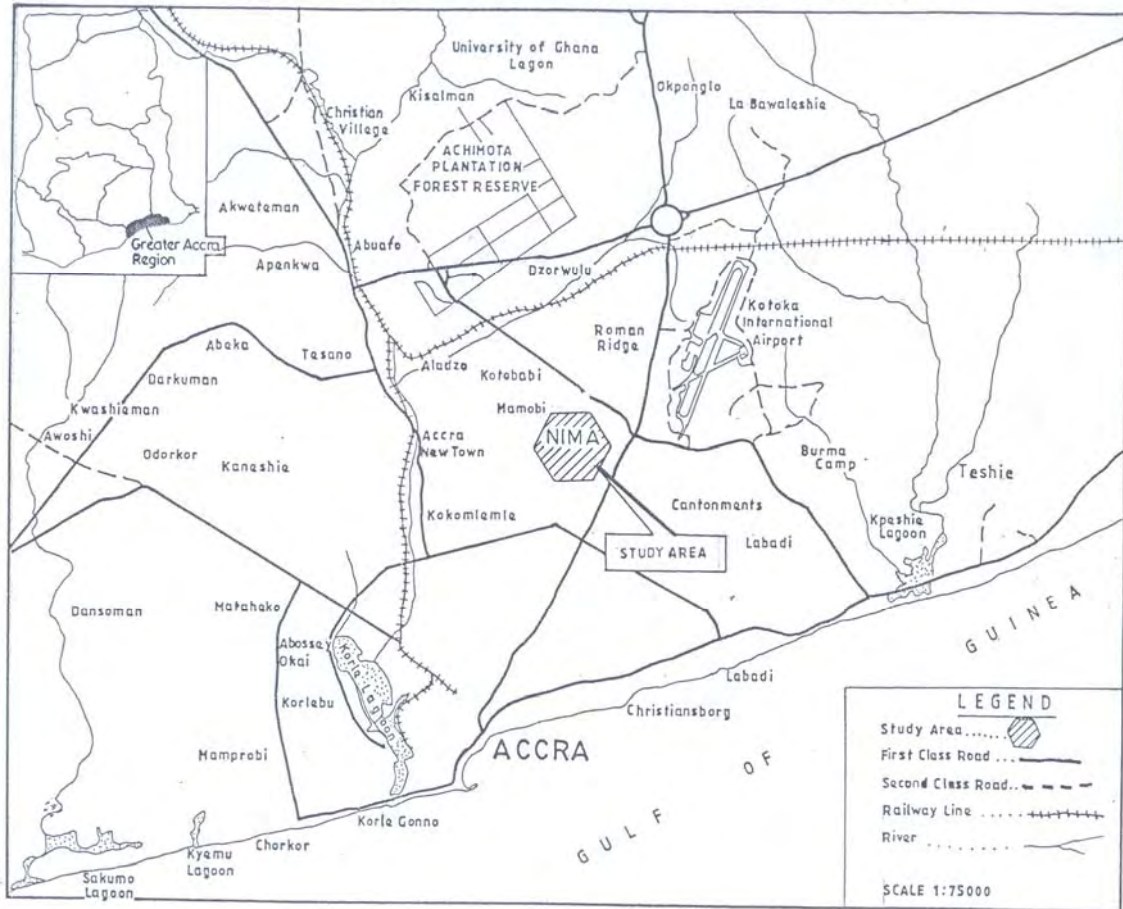 University of Ghana
Legon
Okponglo
La Bawaleshie
Kisalman
Christian
Village
ACHIMOTA
PLANTATION
FOREST RESERVE
Akweteman
Greater Accra
Region
Abuafo
Apenkwa
Dzorwulu
Kotoka
International
Airport
Roman
Ridge
Abeka
Tesano
Aladzo
Kotobabi
Darkuman
Kwashieman
Awoshi
Mamobi
NIMA
Accra
New Town
Odorkor
Kaneshie
Burma
Camp
Teshie
Cantonments
Kokomlemle
Labadi
Kpeshie
Lagoon
STUDY AREA
Dansoman
Matahako
Abossey
Okai
Korle Lagoon
Korlebu
GUINEA
Labadi
Christiansborg
Mamprobi
ACCRA
OF
GULF
Korle Gonno
Chorkor
Kyemu
Lagoon
Sakumo
Lagoon
LEGEND
Study Area.......
First Class Road ...
Second Class Road..
Railway Line .....
River .........
SCALE 1:75000